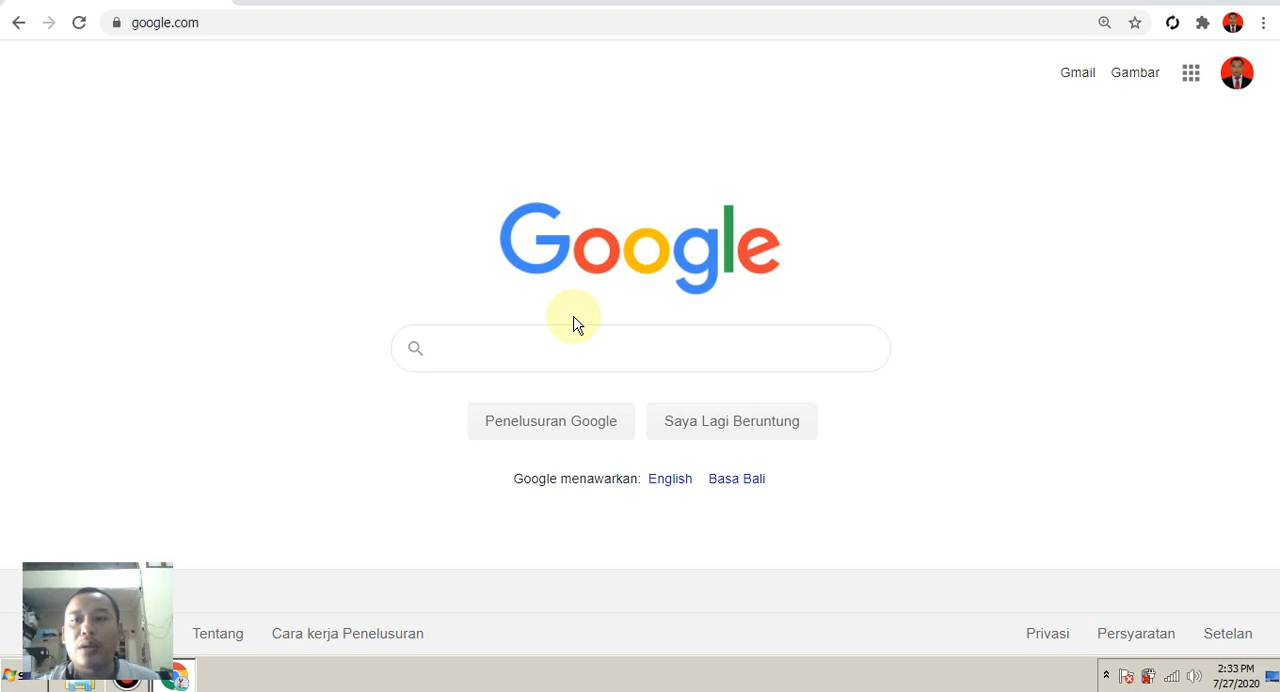 google.com
Gmail Gambar
Google
Penelusuran Google Saya Lagi Beruntung
Google menawarkan: English Basa Bali
Tentang Cara kerja Penelusuran Privasi Persyaratan Setelan
2:33 PM
7/27/2020